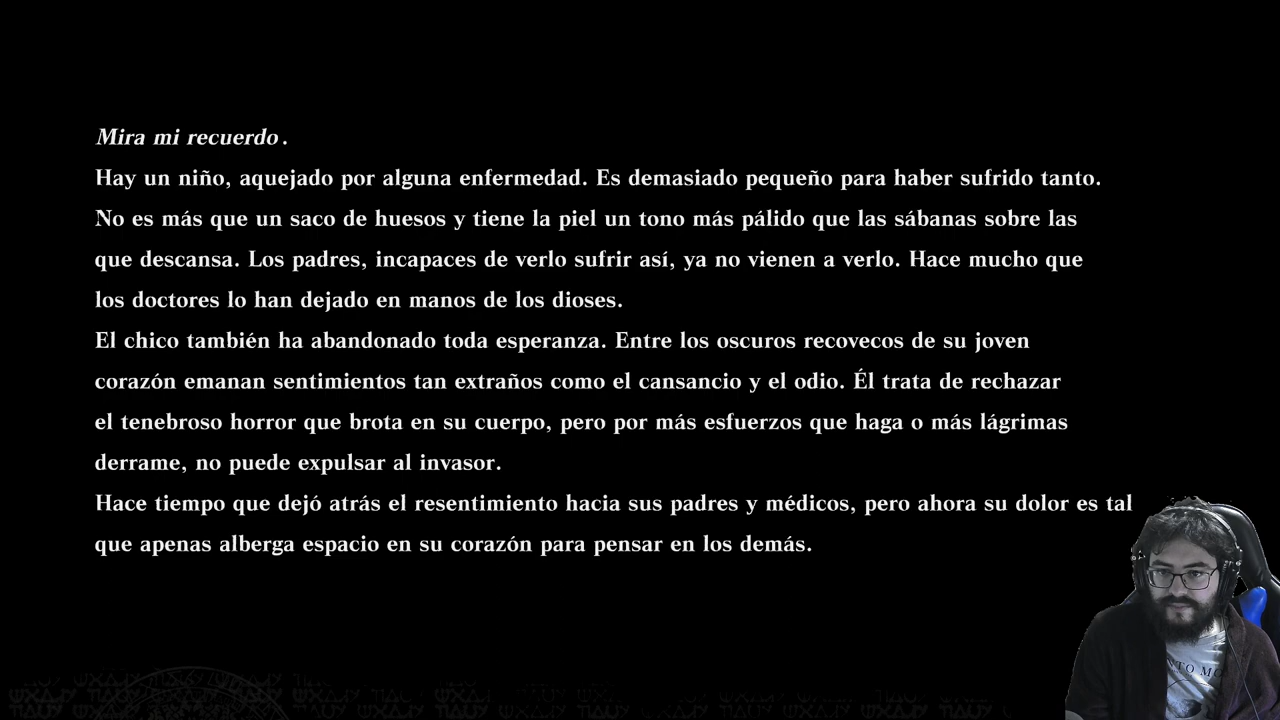 Mira mi recuerdo.
Hay un niño, aquejado por alguna enfermedad. Es demasiado pequeño para haber sufrido tanto.
No es más que un saco de huesos y tiene la piel un tono más pálido que las sábanas sobre las
que descansa. Los padres, incapaces de verlo sufrir así, ya no vienen a verlo. Hace mucho que
los doctores lo han dejado en manos de los dioses.
El chico también ha abandonado toda esperanza. Entre los oscuros recovecos de su joven
corazón emanan sentimientos tan extraños como el cansancio y el odio. Él trata de rechazar
el tenebroso horror que brota en su cuerpo, pero por más esfuerzos que haga o más lágrimas
derrame, no puede expulsar al invasor.
Hace tiempo que dejó atrás el resentimiento hacia sus padres y médicos, pero ahora su dolor es tal
que apenas alberga espacio en su corazón para pensar en los demás.